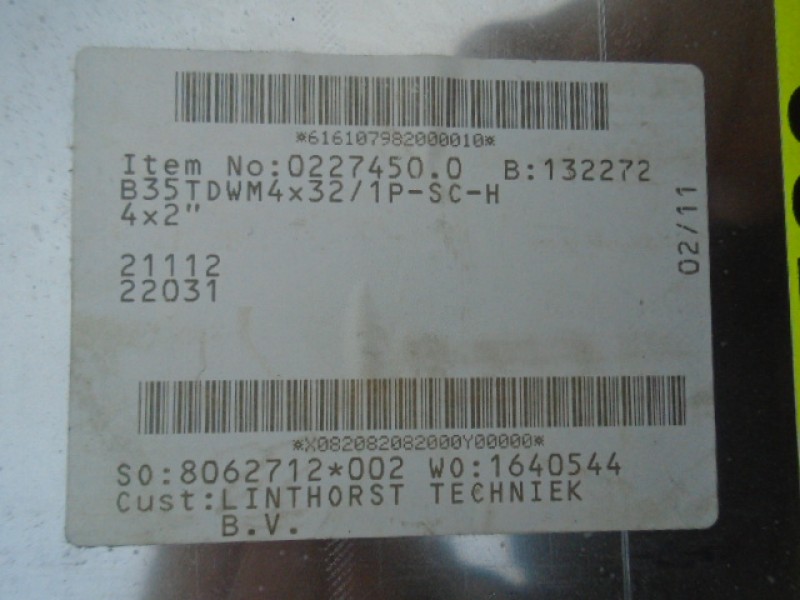 *616107982000010*
Item No:0227450.0 B:132272
B35TDWM4x32/1P-SC-H
4x2"
21112
22031
02/11
*X082082082000Y00000*
SO:8062712*002 WO:1640544
Cust:LINTHORST TECHNIEK
B.V.